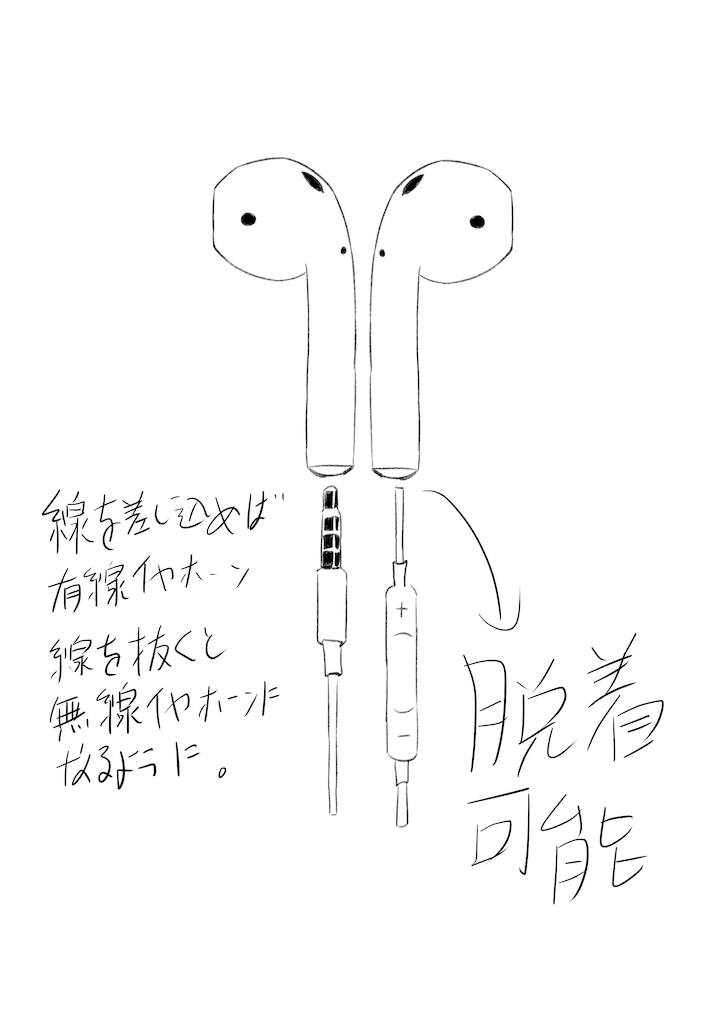 線を差し込めば
有線イヤホーン
線を抜くと
無線イヤホーンに
なるように。
+
−
脱着
可能